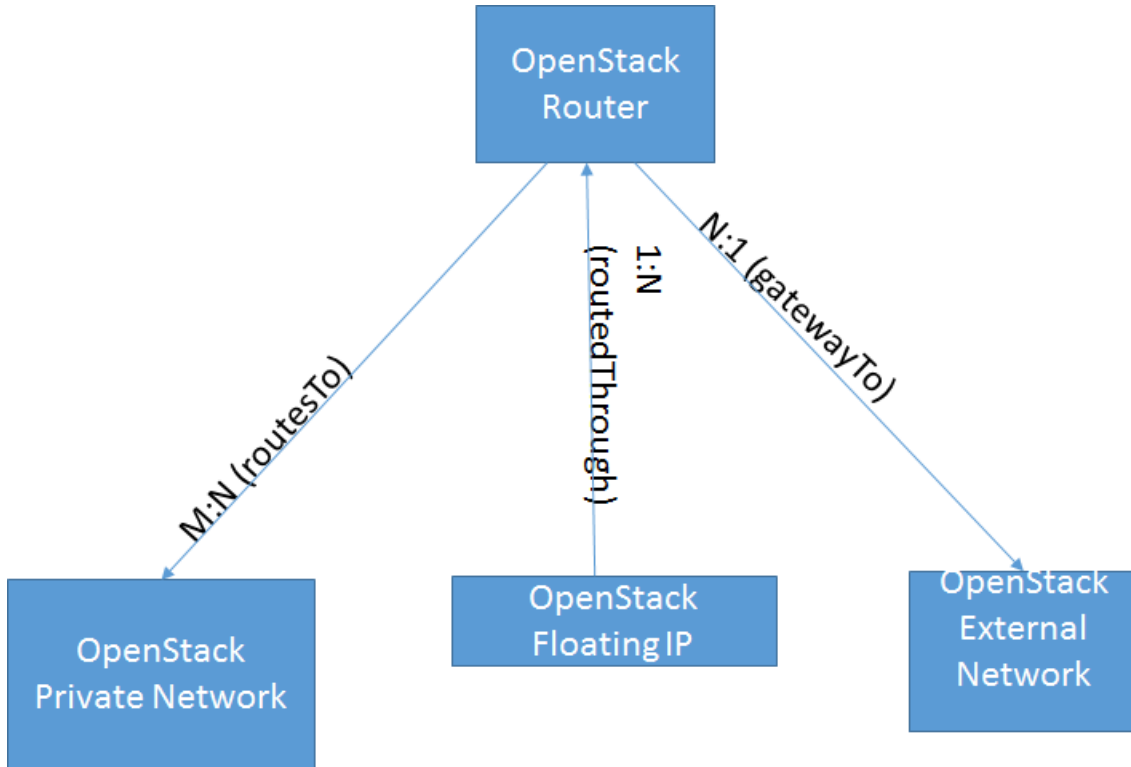 OpenStack
Router
M:N (routesTo)
1:N
(routedThrough)
N:1 (gatewayTo)
OpenStack
Private Network
OpenStack
Floating IP
OpenStack
External
Network